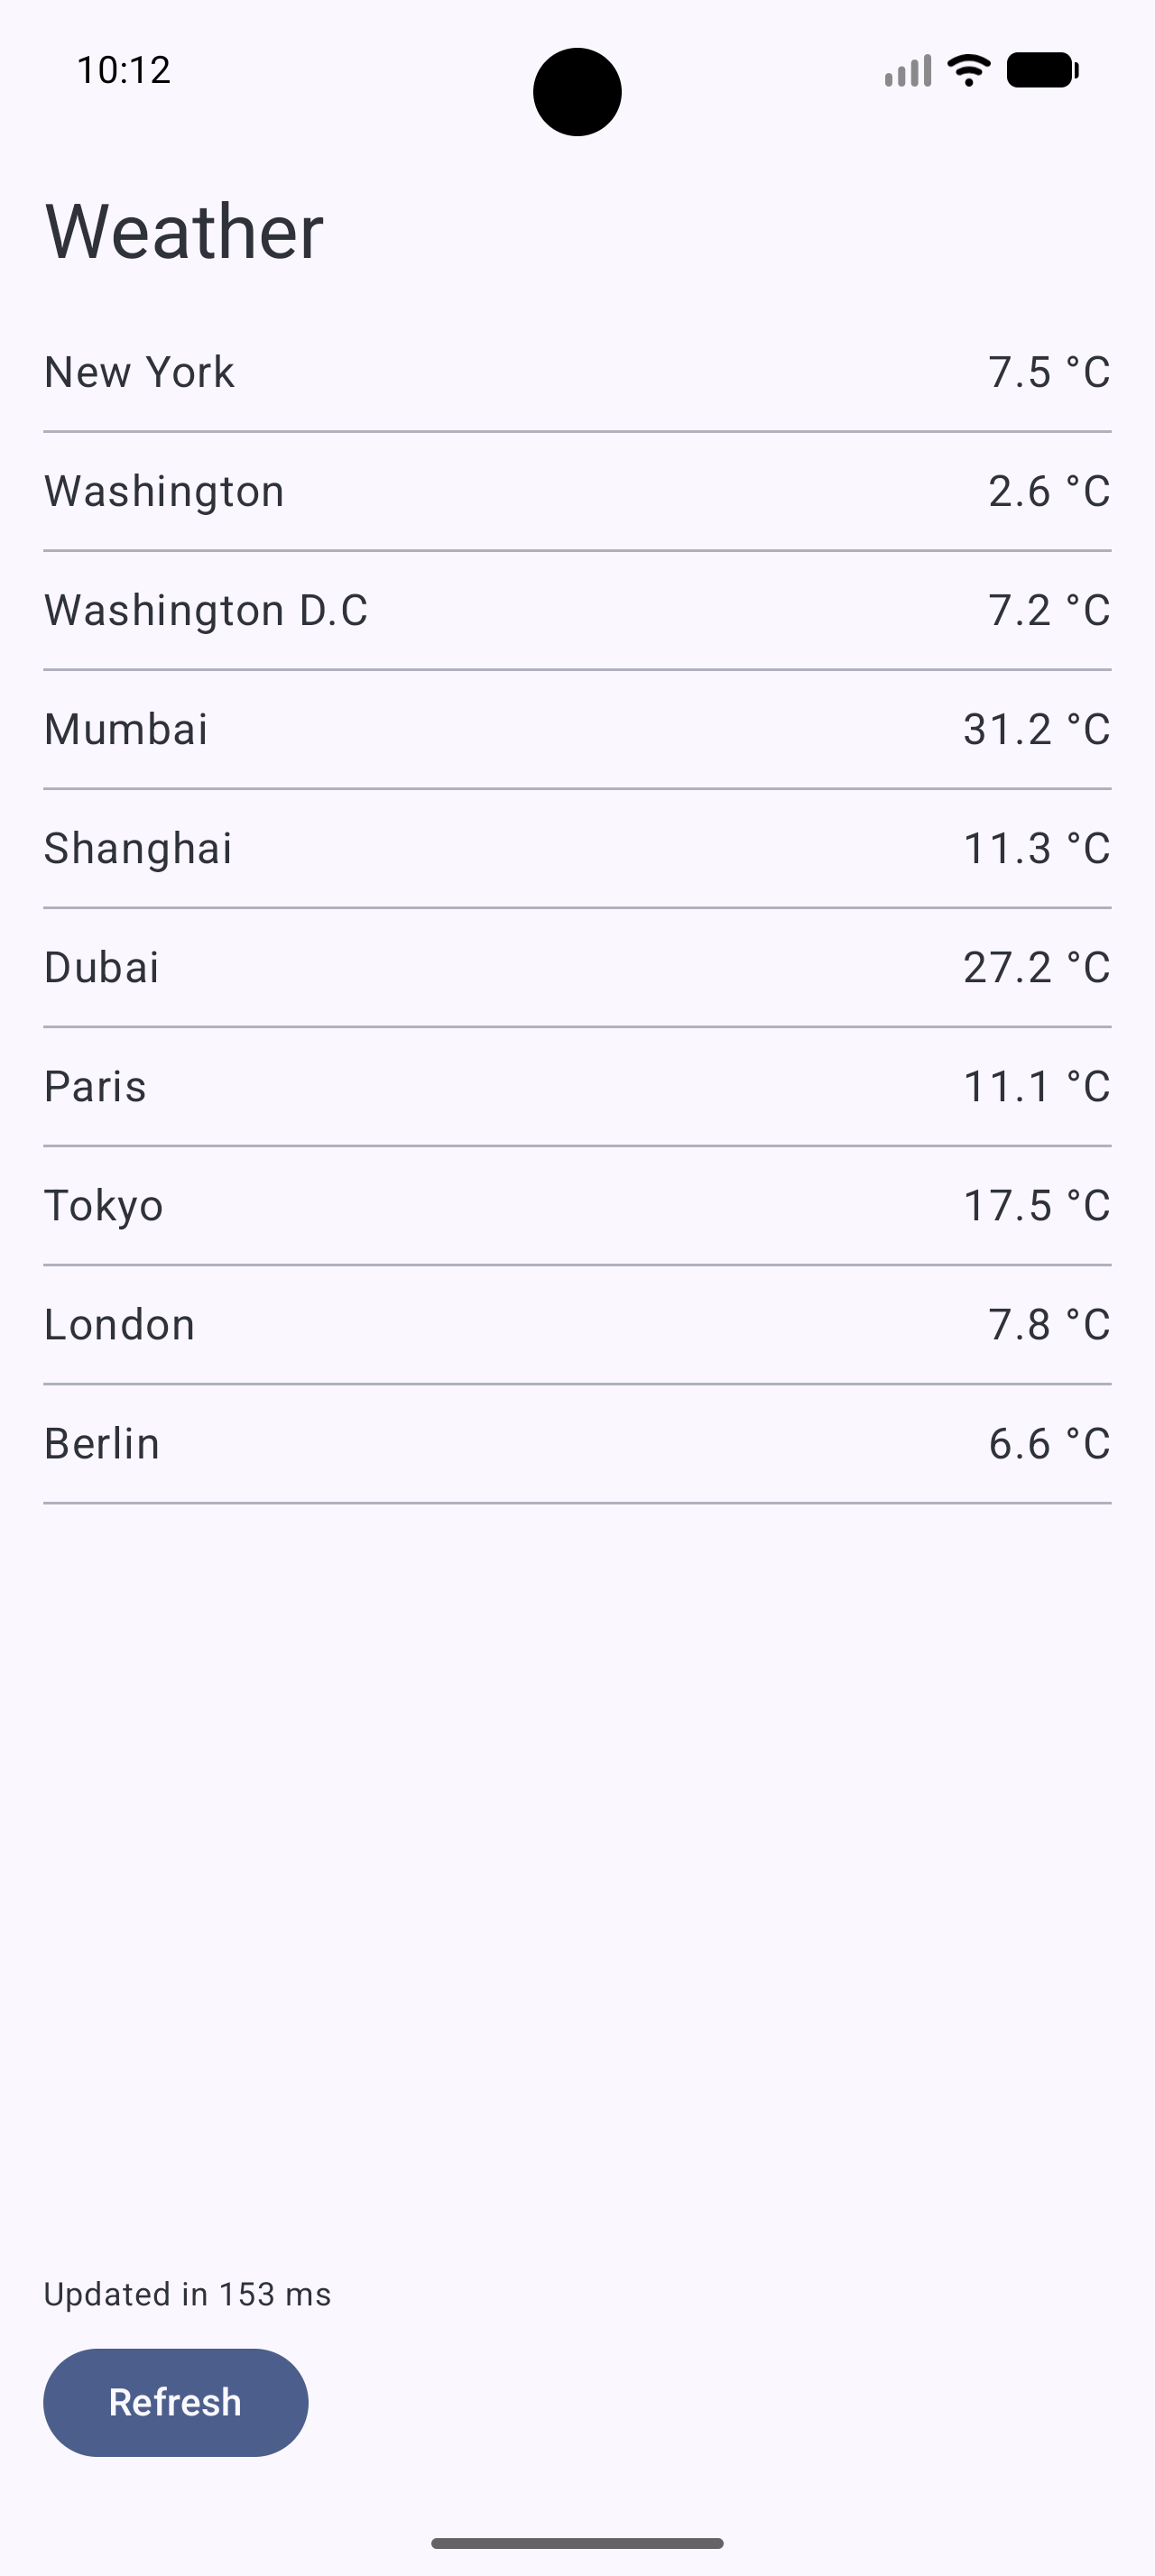 10:12
Weather
New York 7.5 °C
Washington 2.6 °C
Washington D.C 7.2 °C
Mumbai 31.2 °C
Shanghai 11.3 °C
Dubai 27.2 °C
Paris 11.1 °C
Tokyo 17.5 °C
London 7.8 °C
Berlin 6.6 °C
Updated in 153 ms
Refresh